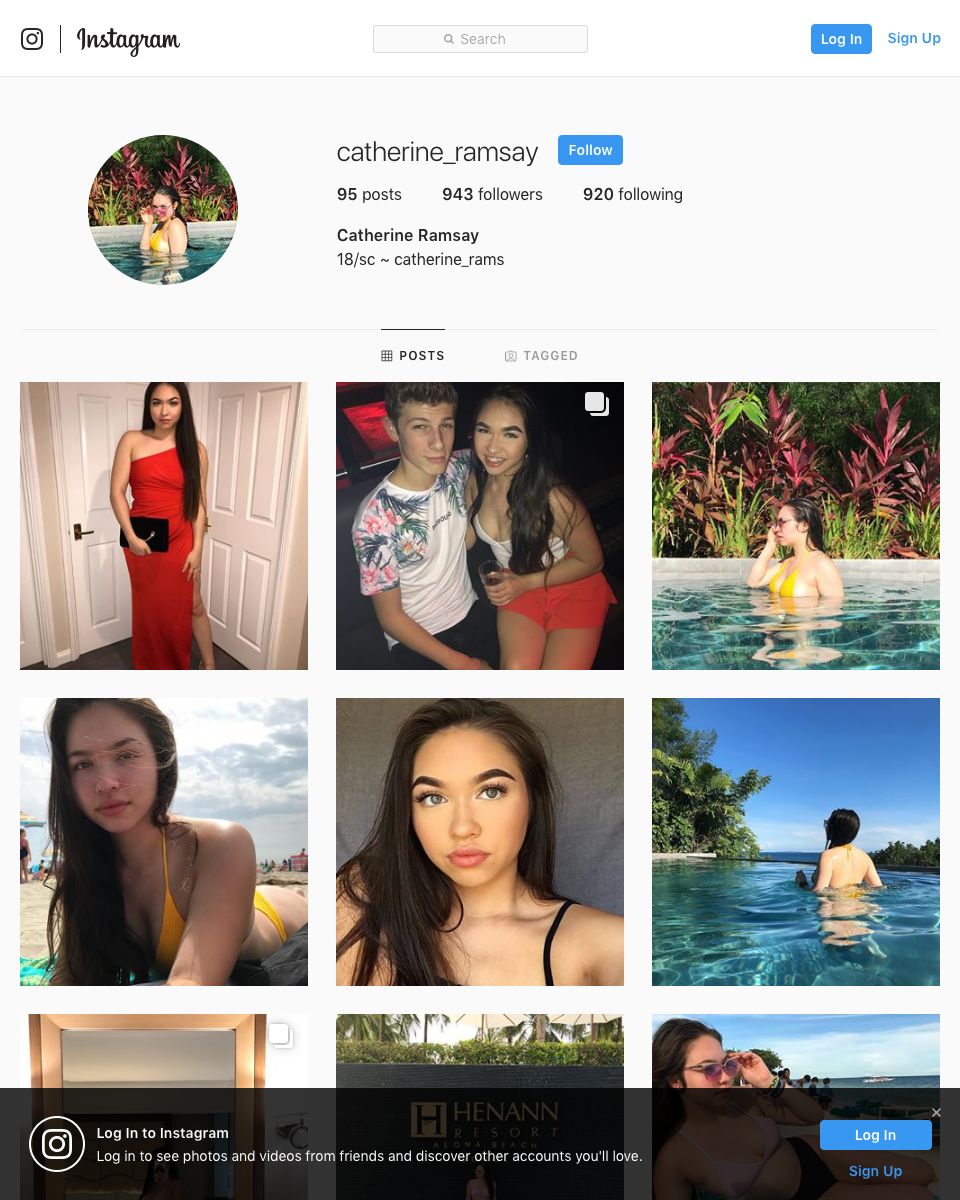 Instagram
Search
Log In
Sign Up
catherine_ramsay
Follow
95 posts
943 followers
920 following
Catherine Ramsay
18/sc ~ catherine_rams
POSTS
TAGGED
HENANN
RESORT
ALONA BEACH
Log In to Instagram
Log in to see photos and videos from friends and discover other accounts you'll love.
Log In
Sign Up